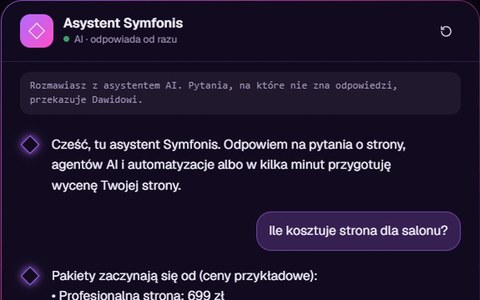 Asystent Symfonis
AI · odpowiada od razu
Rozmawiasz z asystentem AI. Pytania, na które nie zna odpowiedzi,
przekazuje Dawidowi.
Cześć, tu asystent Symfonis. Odpowiem na pytania o strony,
agentów AI i automatyzacje albo w kilka minut przygotuję
wycenę Twojej strony.
Ile kosztuje strona dla salonu?
Pakiety zaczynają się od (ceny przykładowe):
• Profesjonalna strona: 699 zł